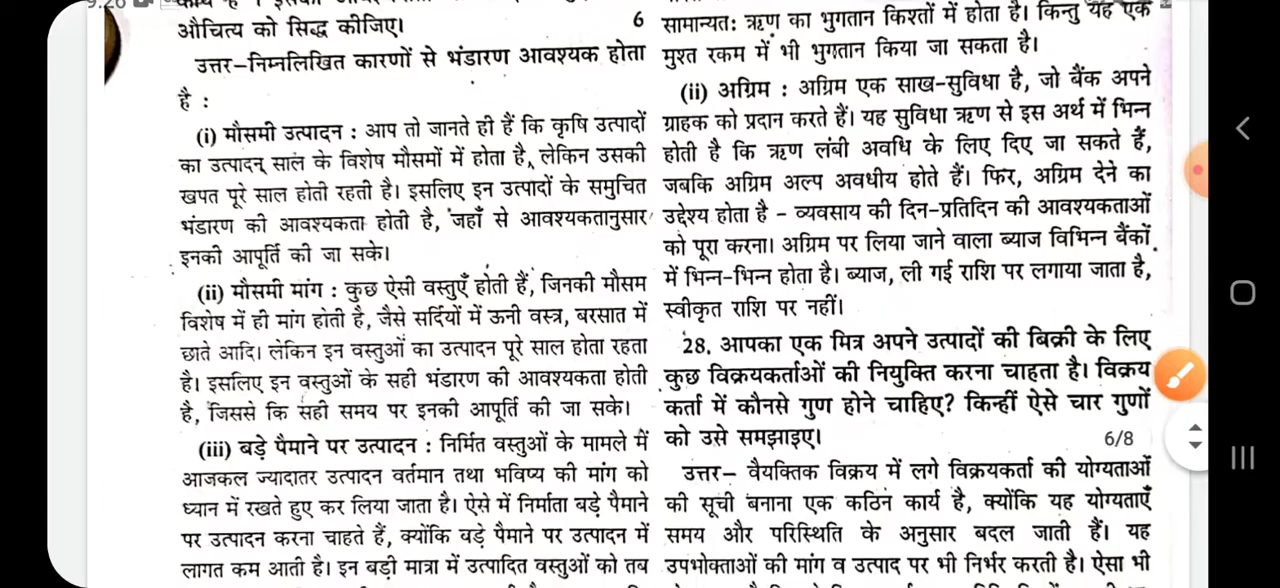 9:26
औचित्य को सिद्ध कीजिए। 6
उत्तर–निम्नलिखित कारणों से भंडारण आवश्यक होता
है :
(i) मौसमी उत्पादन : आप तो जानते ही हैं कि कृषि उत्पादों
का उत्पादन साल के विशेष मौसमों में होता है, लेकिन उसकी
खपत पूरे साल होती रहती है। इसलिए इन उत्पादों के समुचित
भंडारण की आवश्यकता होती है, जहाँ से आवश्यकतानुसार
इनकी आपूर्ति की जा सके।
(ii) मौसमी मांग : कुछ ऐसी वस्तुएँ होती हैं, जिनकी मौसम
विशेष में ही मांग होती है, जैसे सर्दियों में ऊनी वस्त्र, बरसात में
छाते आदि। लेकिन इन वस्तुओं का उत्पादन पूरे साल होता रहता
है। इसलिए इन वस्तुओं के सही भंडारण की आवश्यकता होती
है, जिससे कि सही समय पर इनकी आपूर्ति की जा सके।
(iii) बड़े पैमाने पर उत्पादन : निर्मित वस्तुओं के मामले में
आजकल ज्यादातर उत्पादन वर्तमान तथा भविष्य की मांग को
ध्यान में रखते हुए कर लिया जाता है। ऐसे में निर्माता बड़े पैमाने
पर उत्पादन करना चाहते हैं, क्योंकि बड़े पैमाने पर उत्पादन में
लागत कम आती है। इन बड़ी मात्रा में उत्पादित वस्तुओं को तब
सामान्यतः ऋण का भुगतान किश्तों में होता है। किन्तु यह एक
मुश्त रकम में भी भुगतान किया जा सकता है।
(ii) अग्रिम : अग्रिम एक साख-सुविधा है, जो बैंक अपने
ग्राहक को प्रदान करते हैं। यह सुविधा ऋण से इस अर्थ में भिन्न
होती है कि ऋण लंबी अवधि के लिए दिए जा सकते हैं,
जबकि अग्रिम अल्प अवधीय होते हैं। फिर, अग्रिम देने का
उद्देश्य होता है – व्यवसाय की दिन-प्रतिदिन की आवश्यकताओं
को पूरा करना। अग्रिम पर लिया जाने वाला ब्याज विभिन्न बैंकों
में भिन्न-भिन्न होता है। ब्याज, ली गई राशि पर लगाया जाता है,
स्वीकृत राशि पर नहीं।
28. आपका एक मित्र अपने उत्पादों की बिक्री के लिए
कुछ विक्रयकर्ताओं की नियुक्ति करना चाहता है। विक्रय
कर्ता में कौनसे गुण होने चाहिए? किन्हीं ऐसे चार गुणों
को उसे समझाइए।
6/8
उत्तर– वैयक्तिक विक्रय में लगे विक्रयकर्ता की योग्यताओं
की सूची बनाना एक कठिन कार्य है, क्योंकि यह योग्यताएँ
समय और परिस्थिति के अनुसार बदल जाती हैं। यह
उपभोक्ताओं की मांग व उत्पाद पर भी निर्भर करती है। ऐसा भी